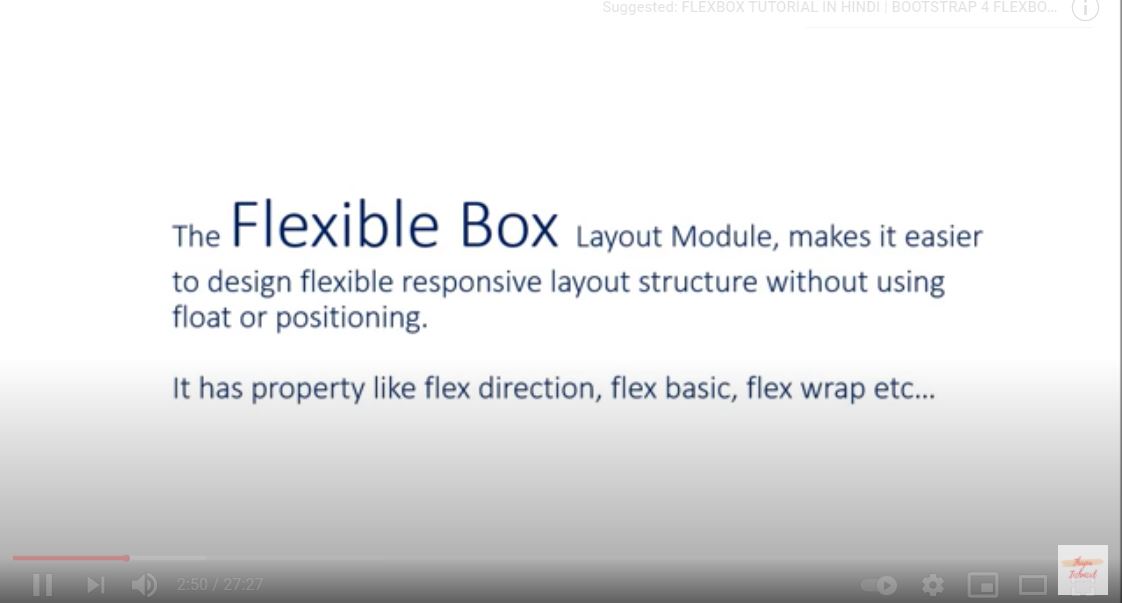 Suggested: FLEXBOX TUTORIAL IN HINDI | BOOTSTRAP 4 FLEXBO...
The Flexible Box Layout Module, makes it easier
to design flexible responsive layout structure without using
float or positioning.
It has property like flex direction, flex basic, flex wrap etc...
2:50 / 27:27
Thapa
Technical